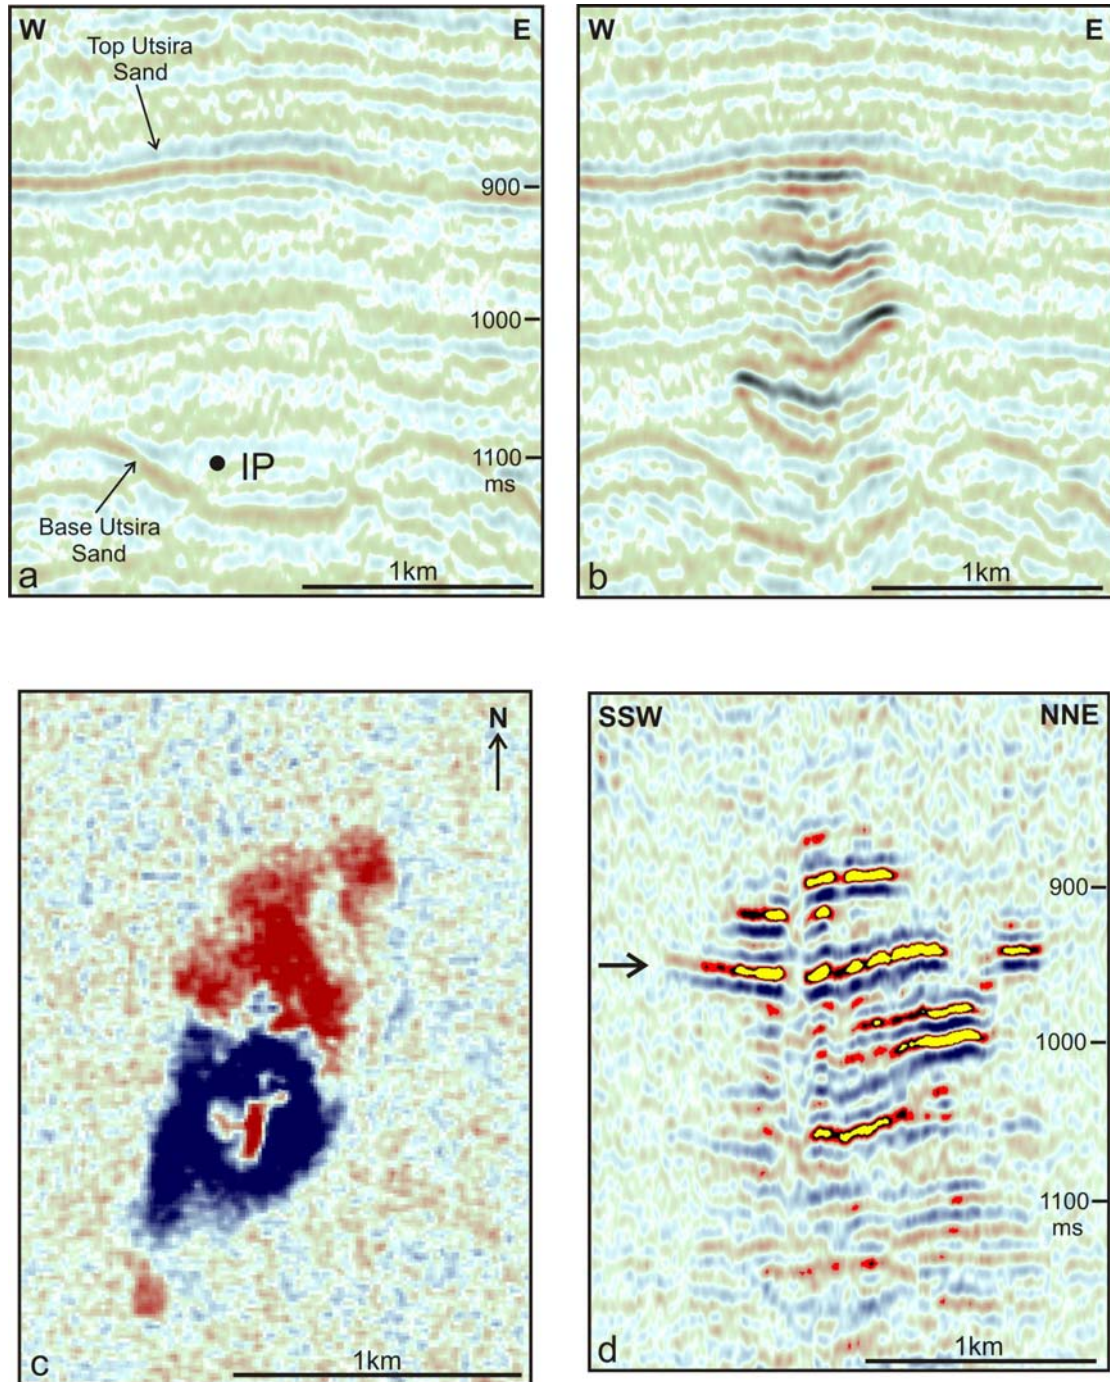 W
E
Top Utsira
Sand
900
1000
IP
1100
ms
Base Utsira
Sand
a
1km
W
E
b
1km
N
c
1km
SSW
NNE
900
1000
1100
ms
d
1km